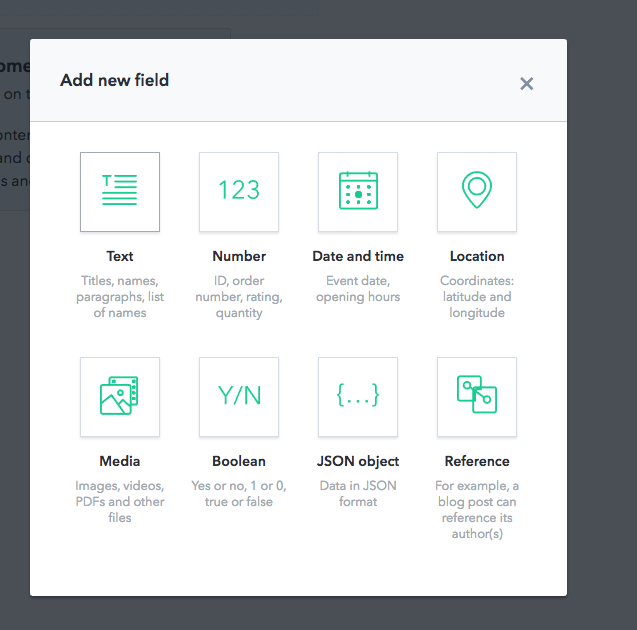 Add new field
ome
on t
onter
and o
s an
123
Text
Number
Date and time
Location
Titles, names,
paragraphs, list
of names
ID, order
number, rating,
quantity
Event date,
opening hours
Coordinates:
latitude and
longitude
Y/N
{...}
Media
Boolean
JSON object
Reference
Images, videos,
PDFs and other
files
Yes or no, 1 or 0,
true or false
Data in JSON
format
For example, a
blog post can
reference its
author(s)